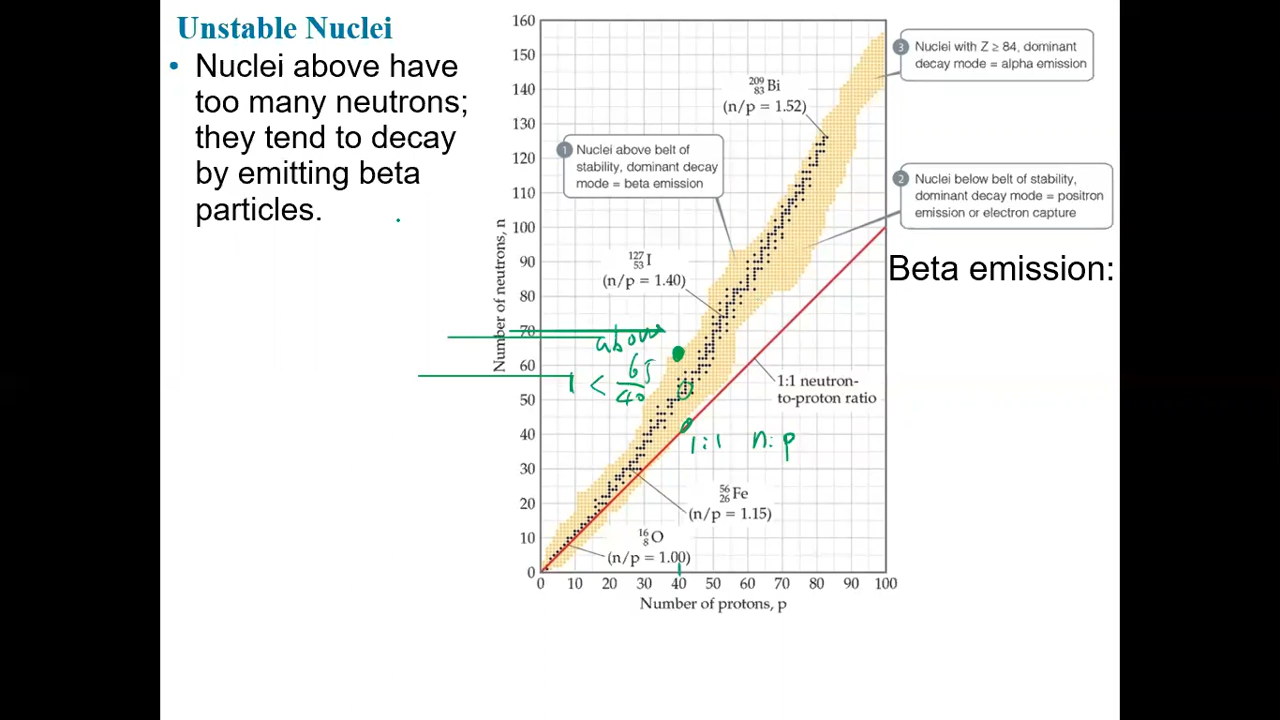 Unstable Nuclei
• Nuclei above have
too many neutrons;
they tend to decay
by emitting beta
particles.
160
150
140
130
120
110
100
90
80
70
60
50
40
30
20
10
0
Number of neutrons, n
0 10 20 30 40 50 60 70 80 90 100
Number of protons, p
3 Nuclei with Z ≥ 84, dominant
decay mode = alpha emission
209
83 Bi
(n/p = 1.52)
1 Nuclei above belt of
stability, dominant decay
mode = beta emission
2 Nuclei below belt of stability,
dominant decay mode = positron
emission or electron capture
127
53 I
(n/p = 1.40)
Beta emission:
above
1 < 65/40
1:1 neutron-
to-proton ratio
1:1 n:p
56
26 Fe
(n/p = 1.15)
16
8 O
(n/p = 1.00)